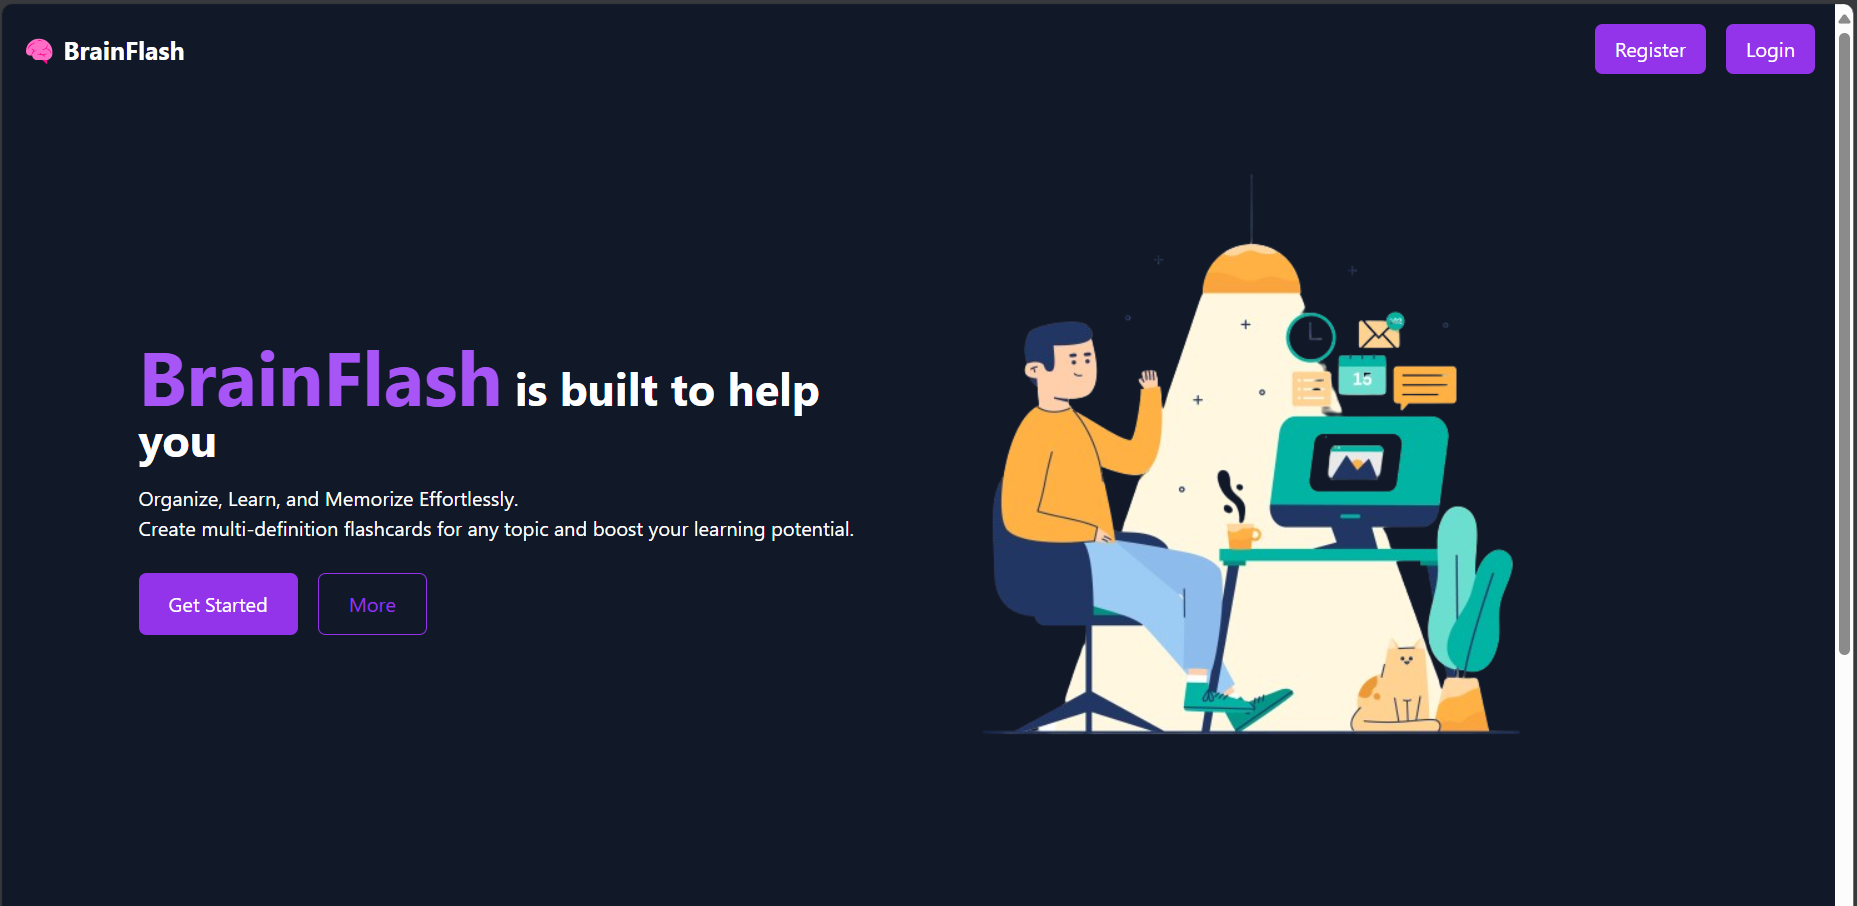 BrainFlash
Register
Login
BrainFlash is built to help
you
Organize, Learn, and Memorize Effortlessly.
Create multi-definition flashcards for any topic and boost your learning potential.
Get Started
More
15